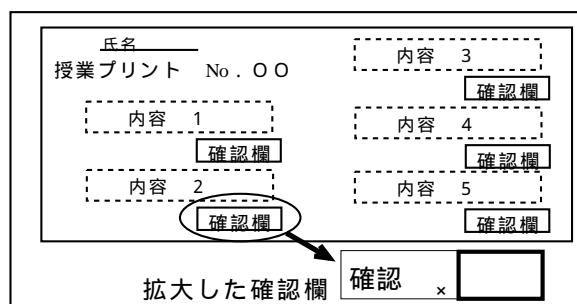 氏名
授業プリント No．００
内容 1
確認欄
内容 2
確認欄
内容 3
確認欄
内容 4
確認欄
内容 5
確認欄
拡大した確認欄
確認 ×